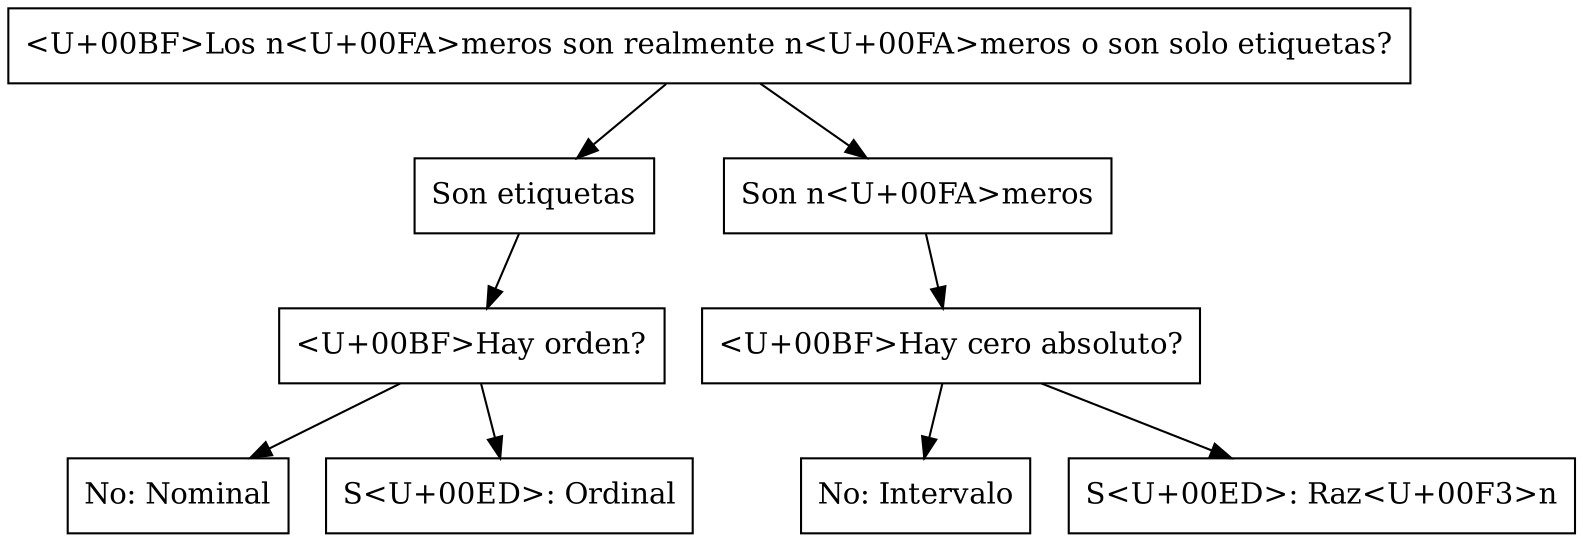 <U+00BF>Los n<U+00FA>meros son realmente n<U+00FA>meros o son solo etiquetas?
Son etiquetas
Son n<U+00FA>meros
<U+00BF>Hay orden?
<U+00BF>Hay cero absoluto?
No: Nominal
S<U+00ED>: Ordinal
No: Intervalo
S<U+00ED>: Raz<U+00F3>n